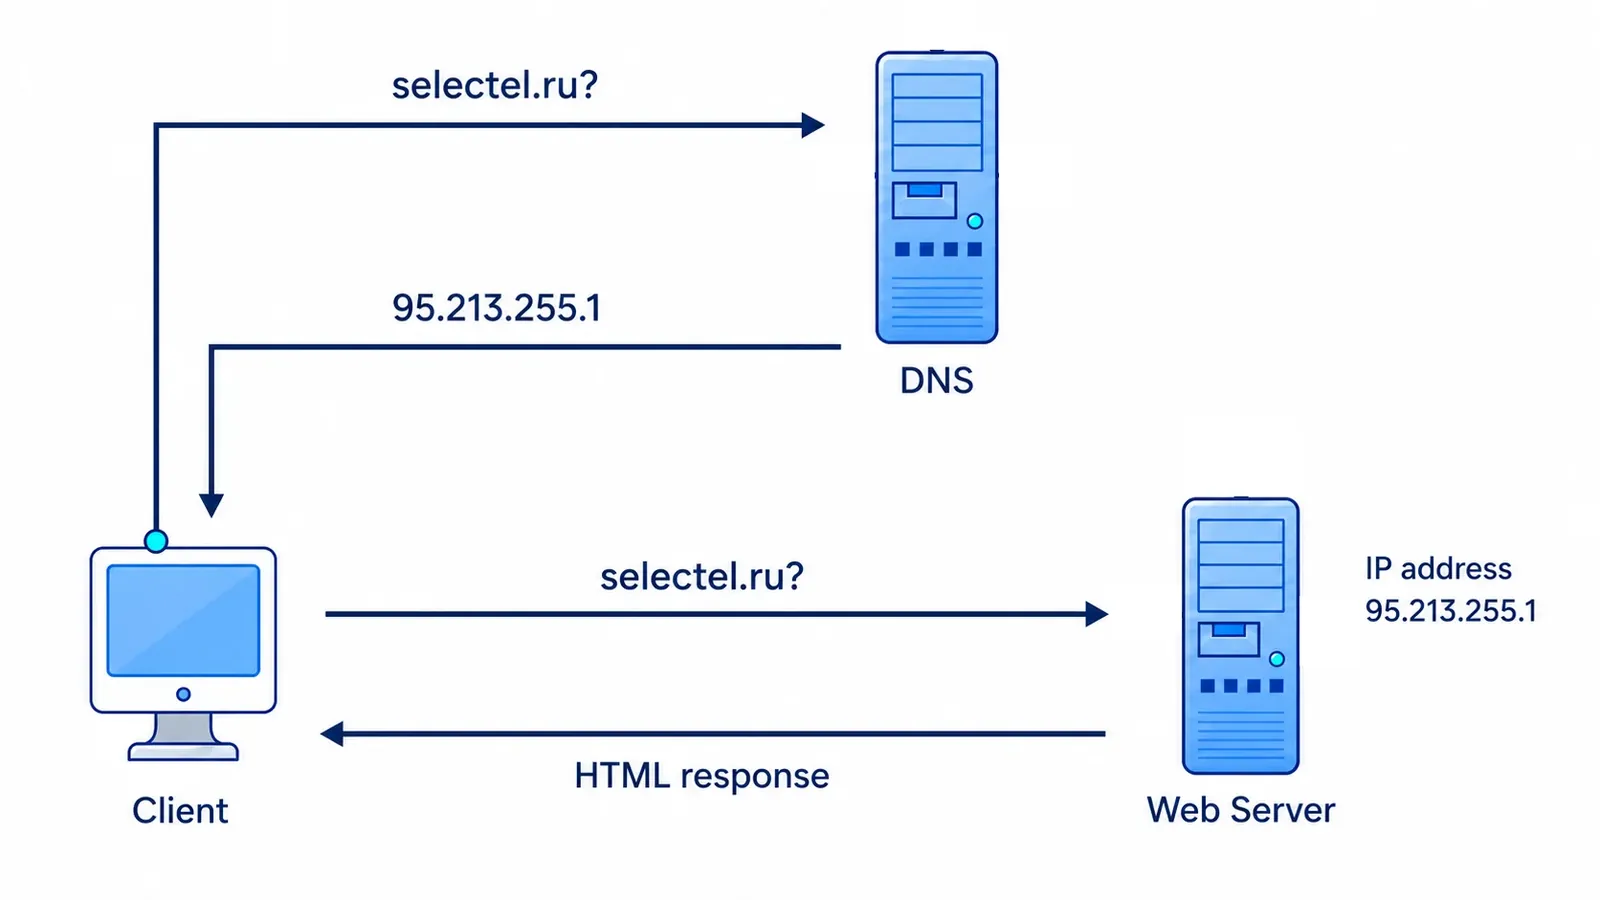 selectel.ru?
95.213.255.1
DNS
selectel.ru?
IP address
95.213.255.1
HTML response
Client
Web Server